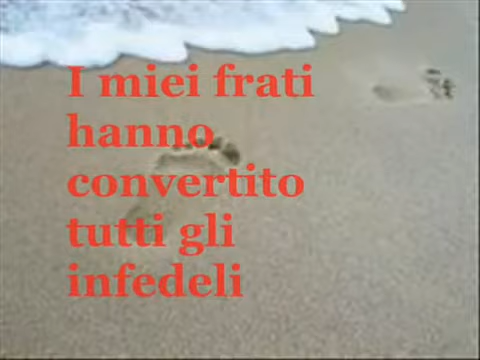 I miei frati
hanno
convertito
tutti gli
infedeli